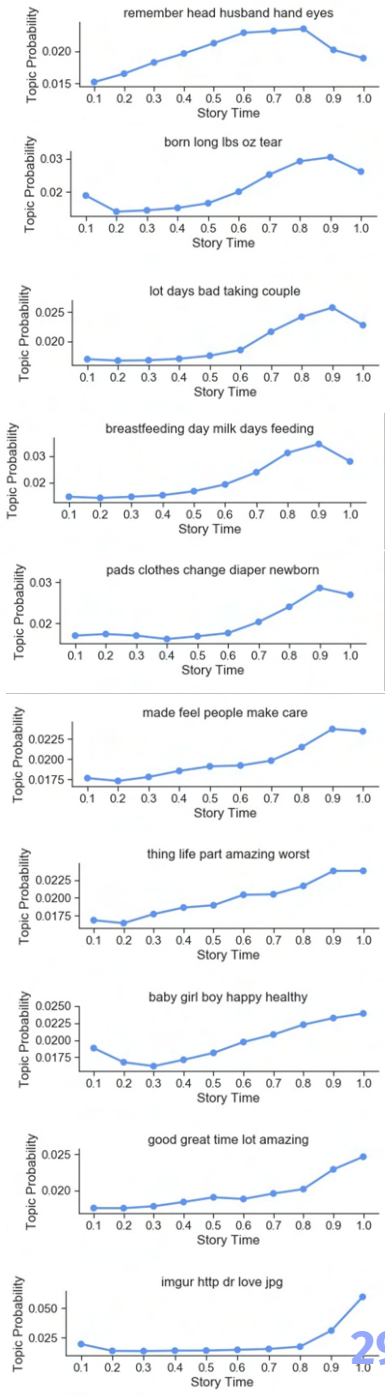 remember head husband hand eyes
Topic Probability
0.020
0.015
0.1 0.2 0.3 0.4 0.5 0.6 0.7 0.8 0.9 1.0
Story Time
born long lbs oz tear
Topic Probability
0.03
0.02
0.1 0.2 0.3 0.4 0.5 0.6 0.7 0.8 0.9 1.0
Story Time
lot days bad taking couple
Topic Probability
0.025
0.020
0.1 0.2 0.3 0.4 0.5 0.6 0.7 0.8 0.9 1.0
Story Time
breastfeeding day milk days feeding
Topic Probability
0.03
0.02
0.1 0.2 0.3 0.4 0.5 0.6 0.7 0.8 0.9 1.0
Story Time
pads clothes change diaper newborn
Topic Probability
0.03
0.02
0.1 0.2 0.3 0.4 0.5 0.6 0.7 0.8 0.9 1.0
Story Time
made feel people make care
Topic Probability
0.0225
0.0200
0.0175
0.1 0.2 0.3 0.4 0.5 0.6 0.7 0.8 0.9 1.0
Story Time
thing life part amazing worst
Topic Probability
0.0225
0.0200
0.0175
0.1 0.2 0.3 0.4 0.5 0.6 0.7 0.8 0.9 1.0
Story Time
baby girl boy happy healthy
Topic Probability
0.0250
0.0225
0.0200
0.0175
0.1 0.2 0.3 0.4 0.5 0.6 0.7 0.8 0.9 1.0
Story Time
good great time lot amazing
Topic Probability
0.025
0.020
0.1 0.2 0.3 0.4 0.5 0.6 0.7 0.8 0.9 1.0
Story Time
imgur http dr love jpg
Topic Probability
0.050
0.025
0.1 0.2 0.3 0.4 0.5 0.6 0.7 0.8 0.9 1.0
Story Time
29